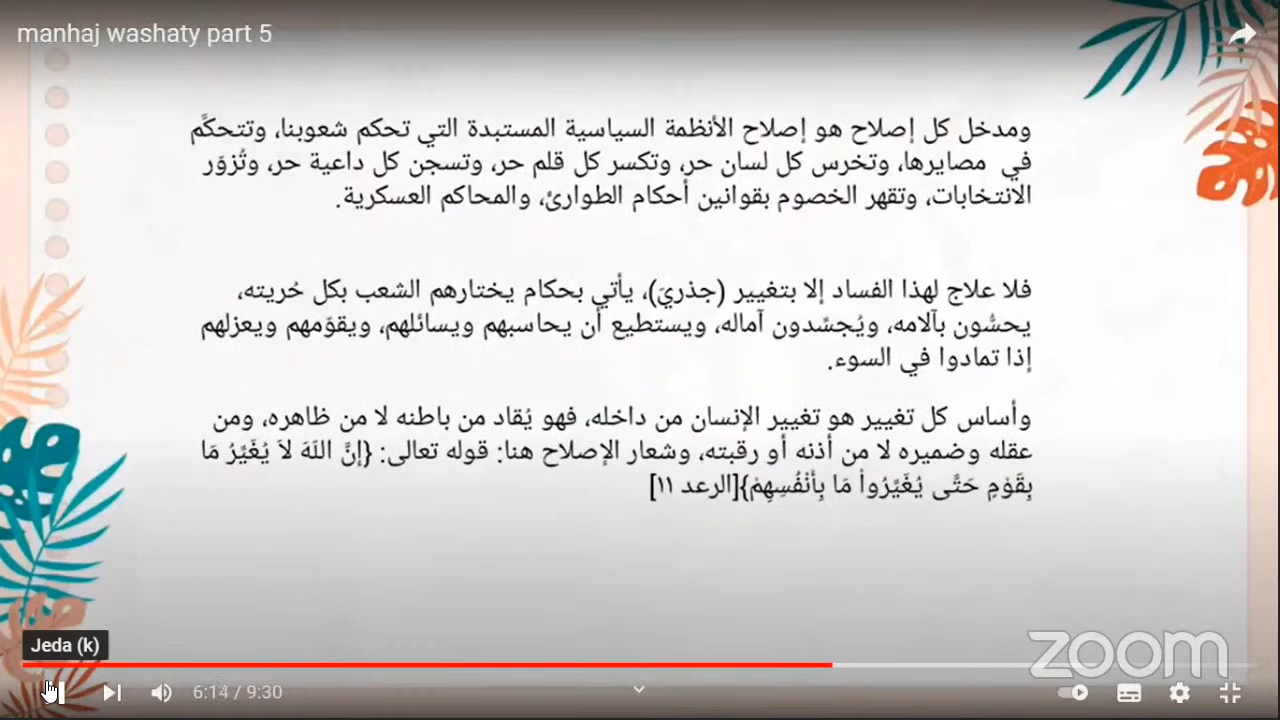 manhaj washaty part 5
ومدخل كل إصلاح هو إصلاح الأنظمة السياسية المستبدة التي تحكم شعوبنا، وتتحكَّم
في مصايرها، وتخرس كل لسان حر، وتكسر كل قلم حر، وتسجن كل داعية حر، وتُزوّر
الانتخابات، وتقهر الخصوم بقوانين أحكام الطوارئ، والمحاكم العسكرية.
فلا علاج لهذا الفساد إلا بتغيير (جذريّ)، يأتي بحكام يختارهم الشعب بكل حُريته،
يحسُّون بآلامه، ويُجسَّدون آماله، ويستطيع أن يحاسبهم ويسائلهم، ويقوّمهم ويعزلهم
إذا تمادوا في السوء.
وأساس كل تغيير هو تغيير الإنسان من داخله، فهو يُقاد من باطنه لا من ظاهره، ومن
عقله وضميره لا من أذنه أو رقبته، وشعار الإصلاح هنا: قوله تعالى: {إنَّ اللّهَ لاَ يُغَيِّرُ مَا
بِقَوْمٍ حَتَّى يُغَيِّرُواْ مَا بِأَنْفُسِهِمْ}[الرعد ١١]
Jeda (k)
zoom
6:14 / 9:30